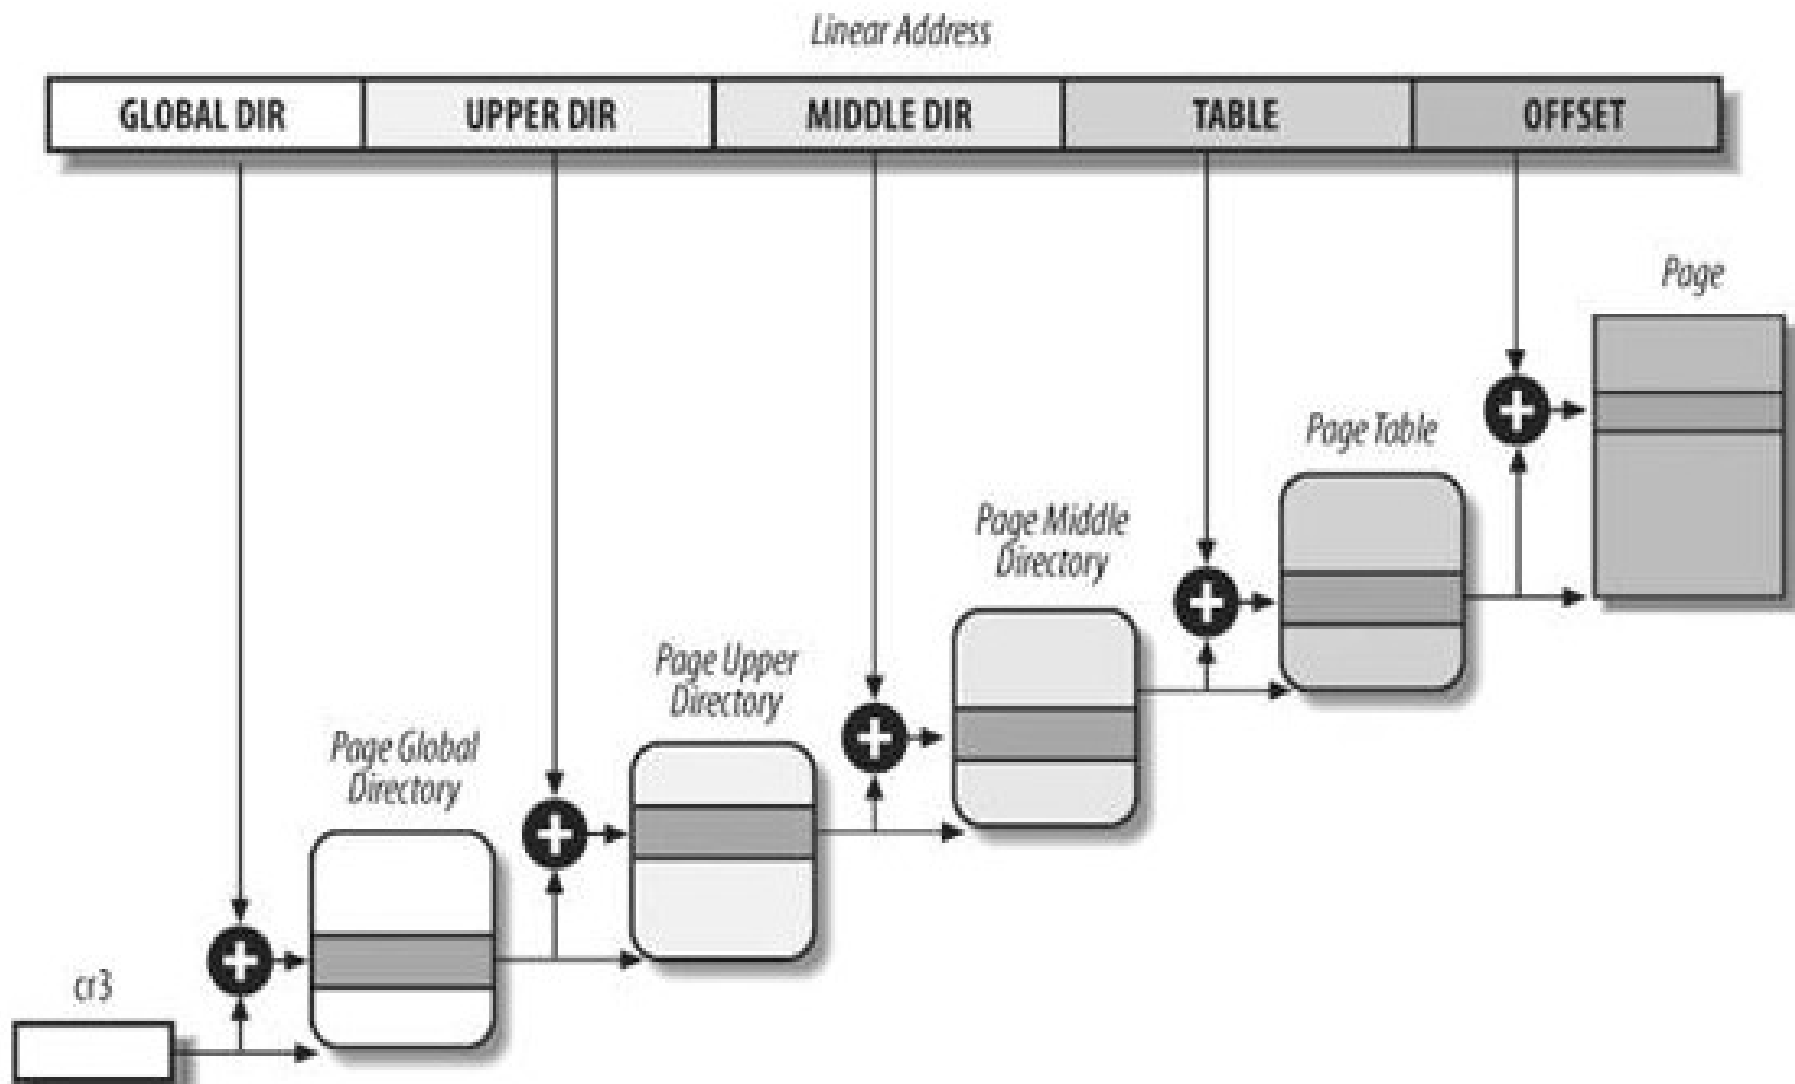 Linear Address
GLOBAL DIR
UPPER DIR
MIDDLE DIR
TABLE
OFFSET
Page
Page Table
Page Middle
Directory
Page Upper
Directory
Page Global
Directory
cr3